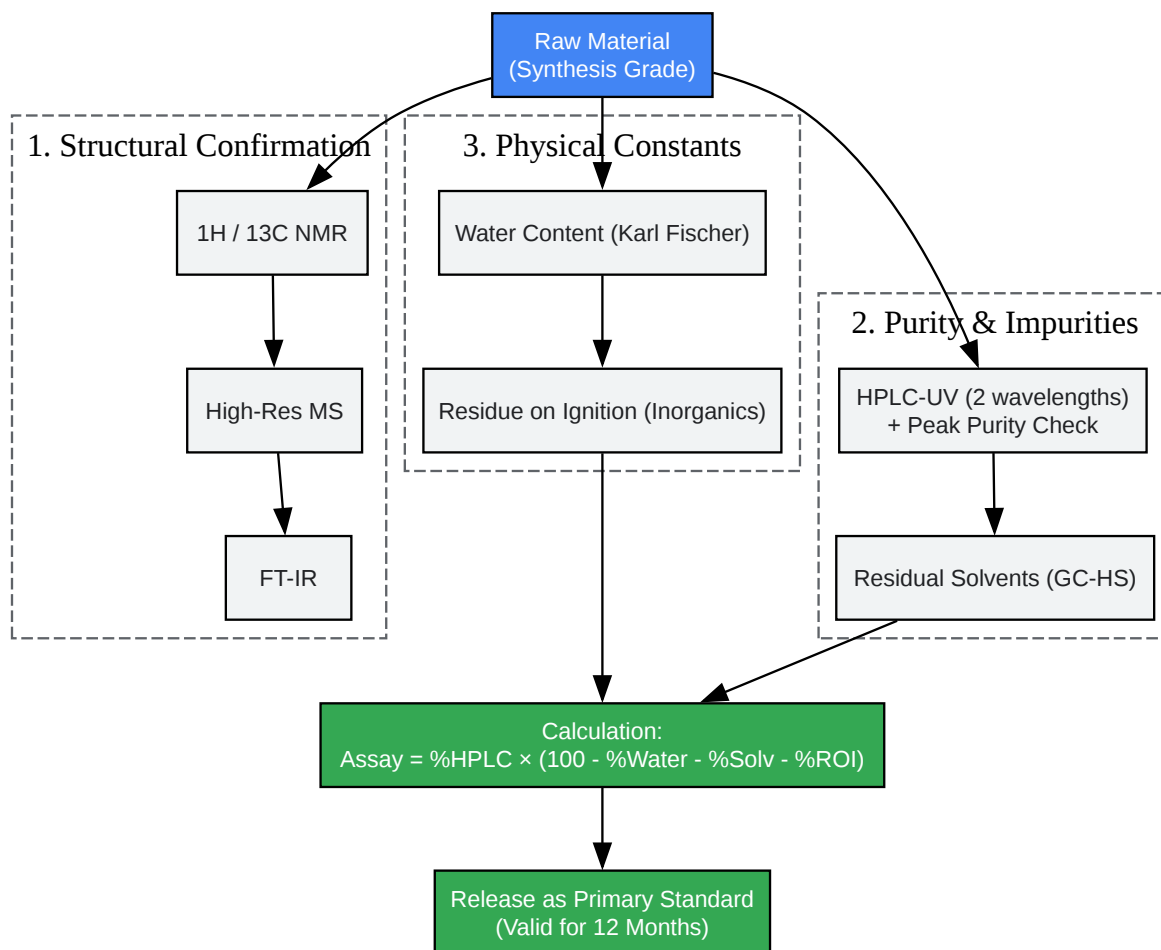 Raw Material
(Synthesis Grade)
1. Structural Confirmation
1H / 13C NMR
High-Res MS
FT-IR
3. Physical Constants
Water Content (Karl Fischer)
Residue on Ignition (Inorganics)
2. Purity & Impurities
HPLC-UV (2 wavelengths)
+ Peak Purity Check
Residual Solvents (GC-HS)
Calculation:
Assay = %HPLC × (100 - %Water - %Solv - %ROI)
Release as Primary Standard
(Valid for 12 Months)